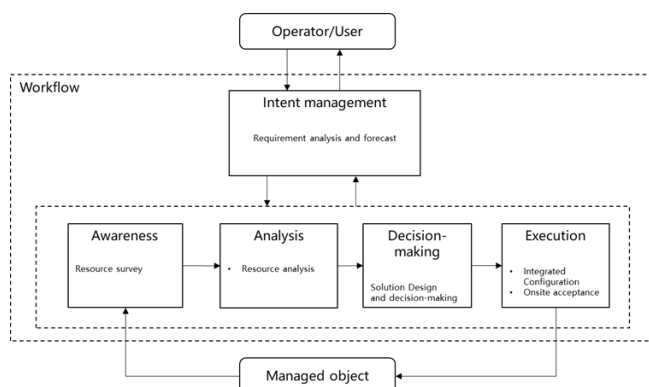 Operator/User
Workflow
Intent management
Requirement analysis and forecast
Awareness
Resource survey
Analysis
• Resource analysis
Decision-
making
Solution Design
and decision-making
Execution
• Integrated
Configuration
• Onsite acceptance
Managed object